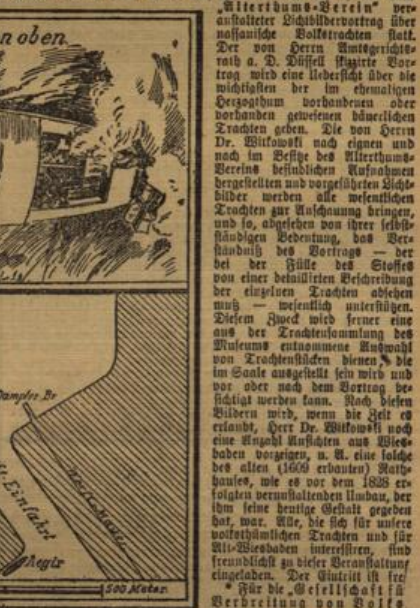 n oben
Dampfer Br
Einfahrt
Aegir
500 Meter
„Alterthums-Verein“ ver-
anstalteter Lichtbildervortrag über
nassauische Volkstrachten statt.
Der von Herrn Amtsgerichts-
rath a. D. Düssell skizzirte Vor-
trag wird eine Uebersicht über die
wichtigsten der im ehemaligen
Herzogthum vorhandenen oder
vorhanden gewesenen bäuerlichen
Trachten geben. Die von Herrn
Dr. Witkowski nach eignen und
nach im Besitze des Alterthums-
Vereins befindlichen Aufnahmen
hergestellten und vorgeführten Licht-
bilder werden alle wesentlichen
Trachten zur Anschauung bringen
und so, abgesehen von ihrer selbst-
ständigen Bedeutung, das Ver-
ständniß des Vortrags — der
bei der Fülle des Stoffes
von einer detaillirten Beschreibung
der einzelnen Trachten absehen
muß — wesentlich unterstützen.
Diesem Zweck wird ferner eine
aus der Trachtensammlung des
Museums entnommene Auswahl
von Trachtenstücken dienen, die
im Saale ausgestellt sein wird und
vor oder nach dem Vortrag be-
sichtigt werden kann. Nach diesen
Bildern wird, wenn die Zeit es
erlaubt, Herr Dr. Witkowski noch
eine Anzahl Ansichten aus Wies-
baden vorzeigen, u. A. eine solche
des alten (1609 erbauten) Rath-
hauses, wie es vor dem 1828 er-
folgten verunstaltenden Umbau, der
ihm seine heutige Gestalt gegeben
hat, war. Alle, die sich für unsere
volksthümlichen Trachten und für
Alt-Wiesbaden interessiren, sind
freundlichst zu dieser Veranstaltung
eingeladen. Der Eintritt ist frei
* Für die „Gesellschaft fü
Verbreitung von Volks